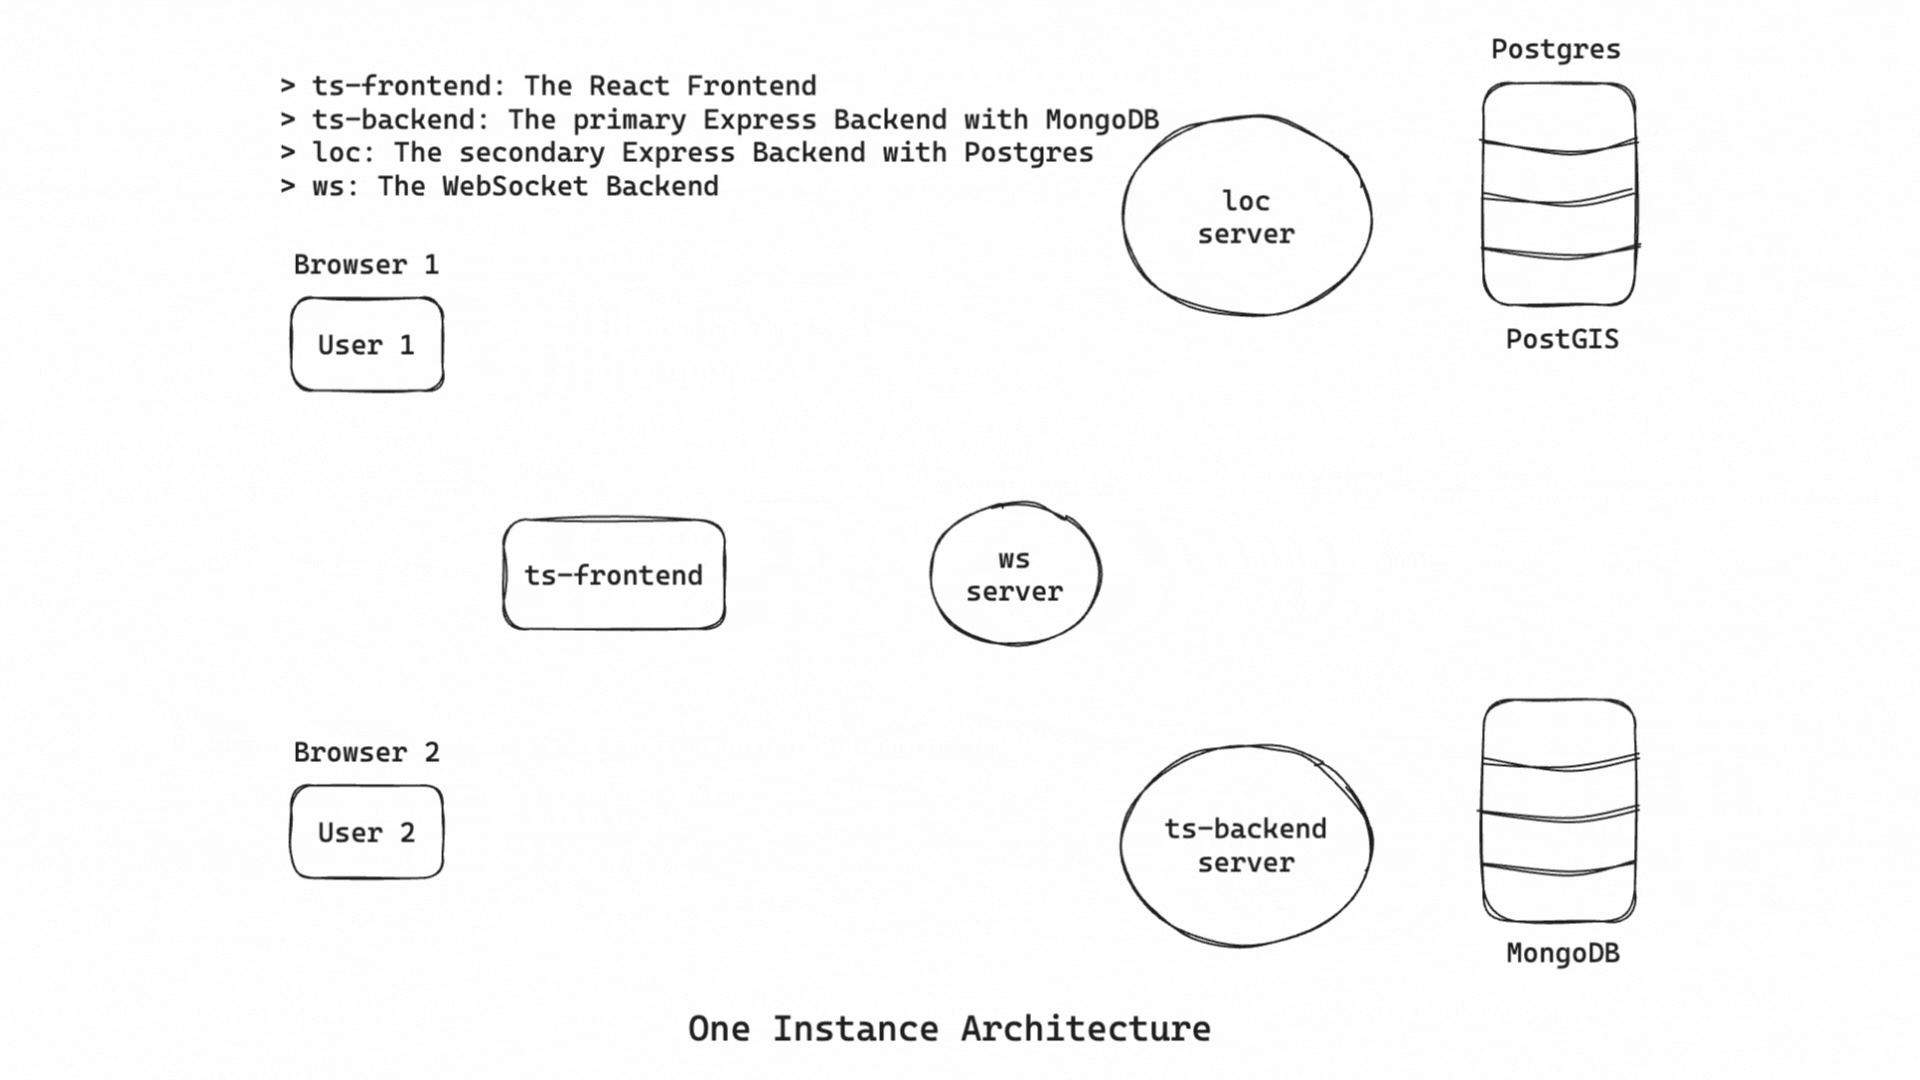 > ts-frontend: The React Frontend
> ts-backend: The primary Express Backend with MongoDB
> loc: The secondary Express Backend with Postgres
> ws: The WebSocket Backend
Postgres
loc
server
PostGIS
Browser 1
User 1
ts-frontend
ws
server
Browser 2
User 2
ts-backend
server
MongoDB
One Instance Architecture